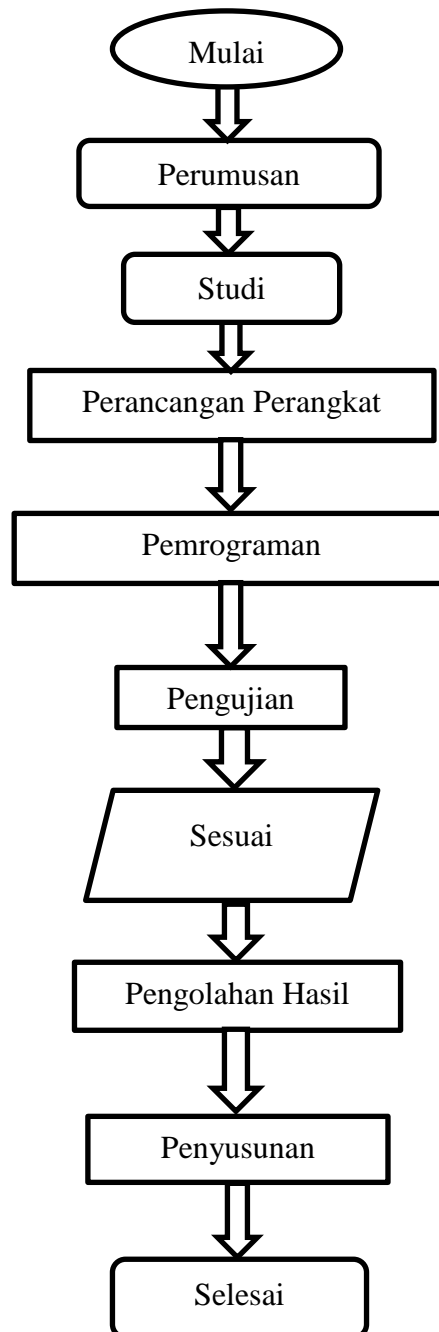 Mulai
Perumusan
Studi
Perancangan Perangkat
Pemrograman
Pengujian
Sesuai
Pengolahan Hasil
Penyusunan
Selesai